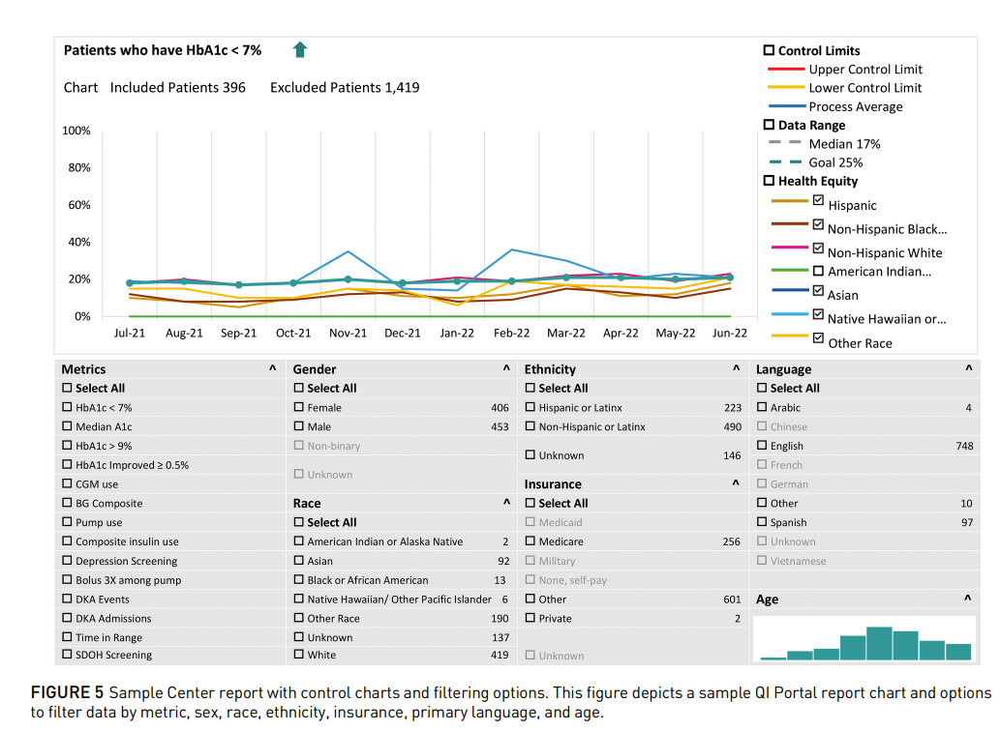 Patients who have HbA1c < 7%
Chart Included Patients 396 Excluded Patients 1,419
100%
80%
60%
40%
20%
0%
Jul-21 Aug-21 Sep-21 Oct-21 Nov-21 Dec-21 Jan-22 Feb-22 Mar-22 Apr-22 May-22 Jun-22
Control Limits
Upper Control Limit
Lower Control Limit
Process Average
Data Range
Median 17%
Goal 25%
Health Equity
Hispanic
Non-Hispanic Black...
Non-Hispanic White
American Indian...
Asian
Native Hawaiian or...
Other Race
Metrics ^
Select All
HbA1c < 7%
Median A1c
HbA1c > 9%
HbA1c Improved ≥ 0.5%
CGM use
BG Composite
Pump use
Composite insulin use
Depression Screening
Bolus 3X among pump
DKA Events
DKA Admissions
Time in Range
SDOH Screening
Gender ^
Select All
Female 406
Male 453
Non-binary
Unknown
Race ^
Select All
American Indian or Alaska Native 2
Asian 92
Black or African American 13
Native Hawaiian/ Other Pacific Islander 6
Other Race 190
Unknown 137
White 419
Ethnicity ^
Select All
Hispanic or Latinx 223
Non-Hispanic or Latinx 490
Unknown 146
Insurance ^
Select All
Medicaid
Medicare 256
Military
None, self-pay
Other 601
Private 2
Unknown
Language ^
Select All
Arabic 4
Chinese
English 748
French
German
Other 10
Spanish 97
Unknown
Vietnamese
Age ^
FIGURE 5 Sample Center report with control charts and filtering options. This figure depicts a sample QI Portal report chart and options
to filter data by metric, sex, race, ethnicity, insurance, primary language, and age.